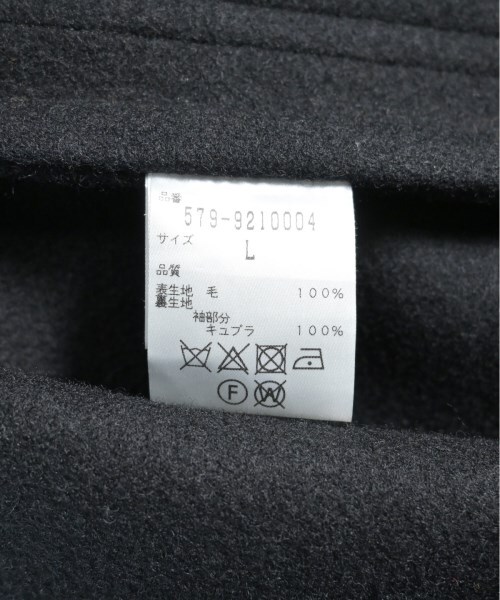 品番
579-9210004
サイズ
L
品質
表生地 毛 100%
裏生地
袖部分
キュプラ 100%
F W